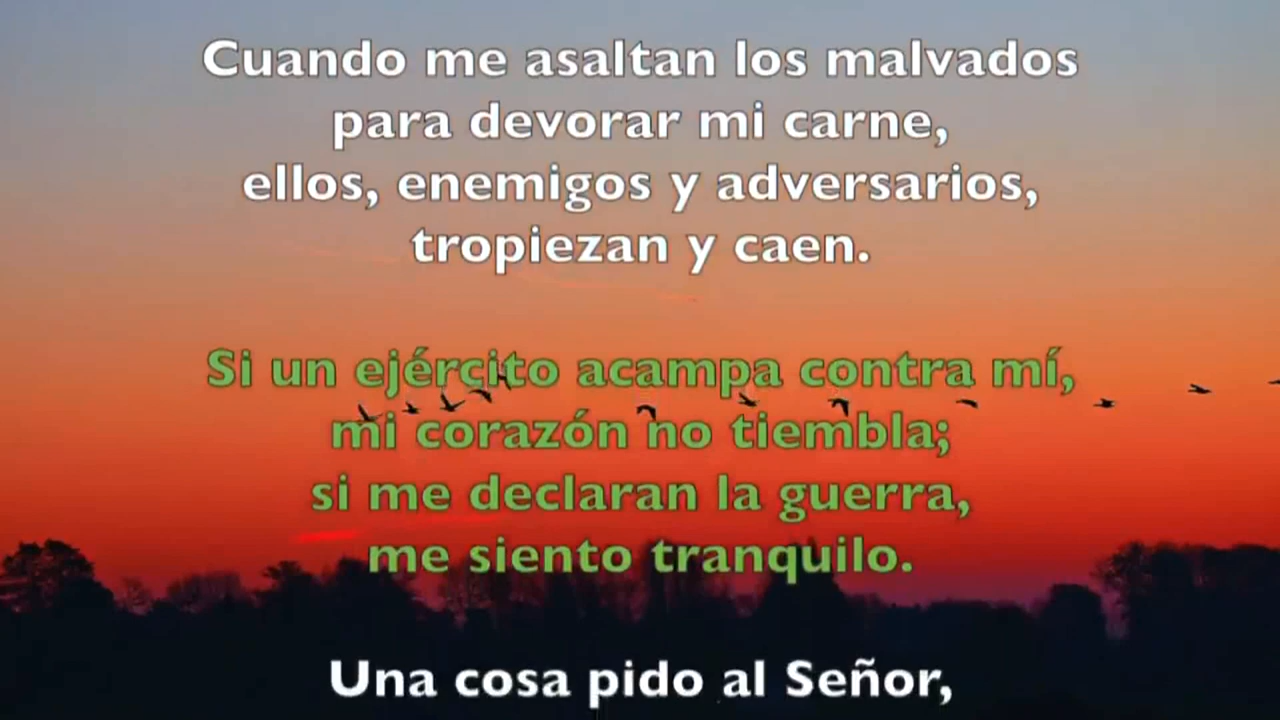 Cuando me asaltan los malvados
para devorar mi carne,
ellos, enemigos y adversarios,
tropiezan y caen.
Si un ejército acampa contra mí,
mi corazón no tiembla;
si me declaran la guerra,
me siento tranquilo.
Una cosa pido al Señor,